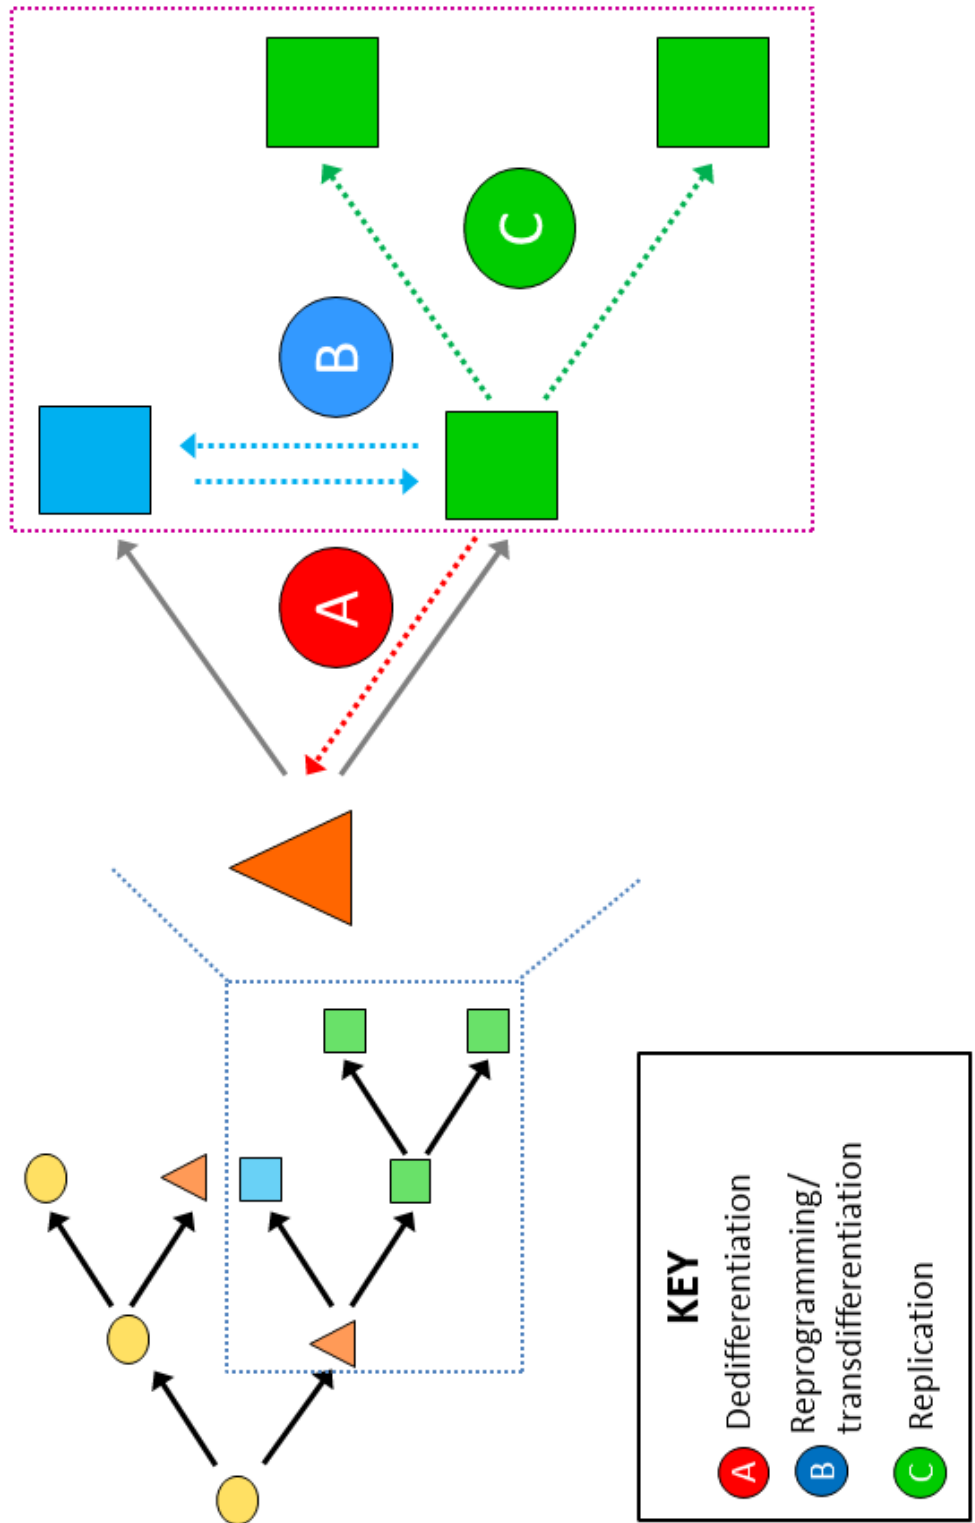 A
B
C
KEY
A Dedifferentiation
B Reprogramming/
transdifferentiation
C Replication